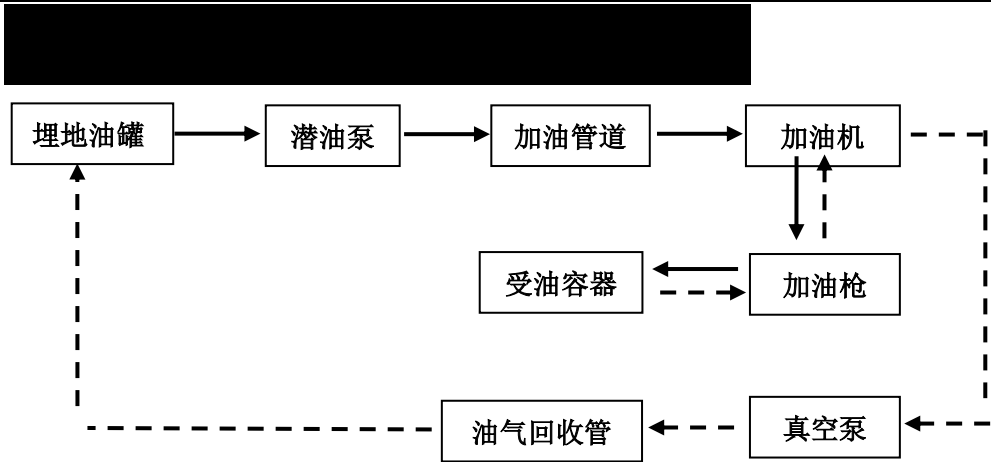 埋地油罐
潜油泵
加油管道
加油机
受油容器
加油枪
油气回收管
真空泵